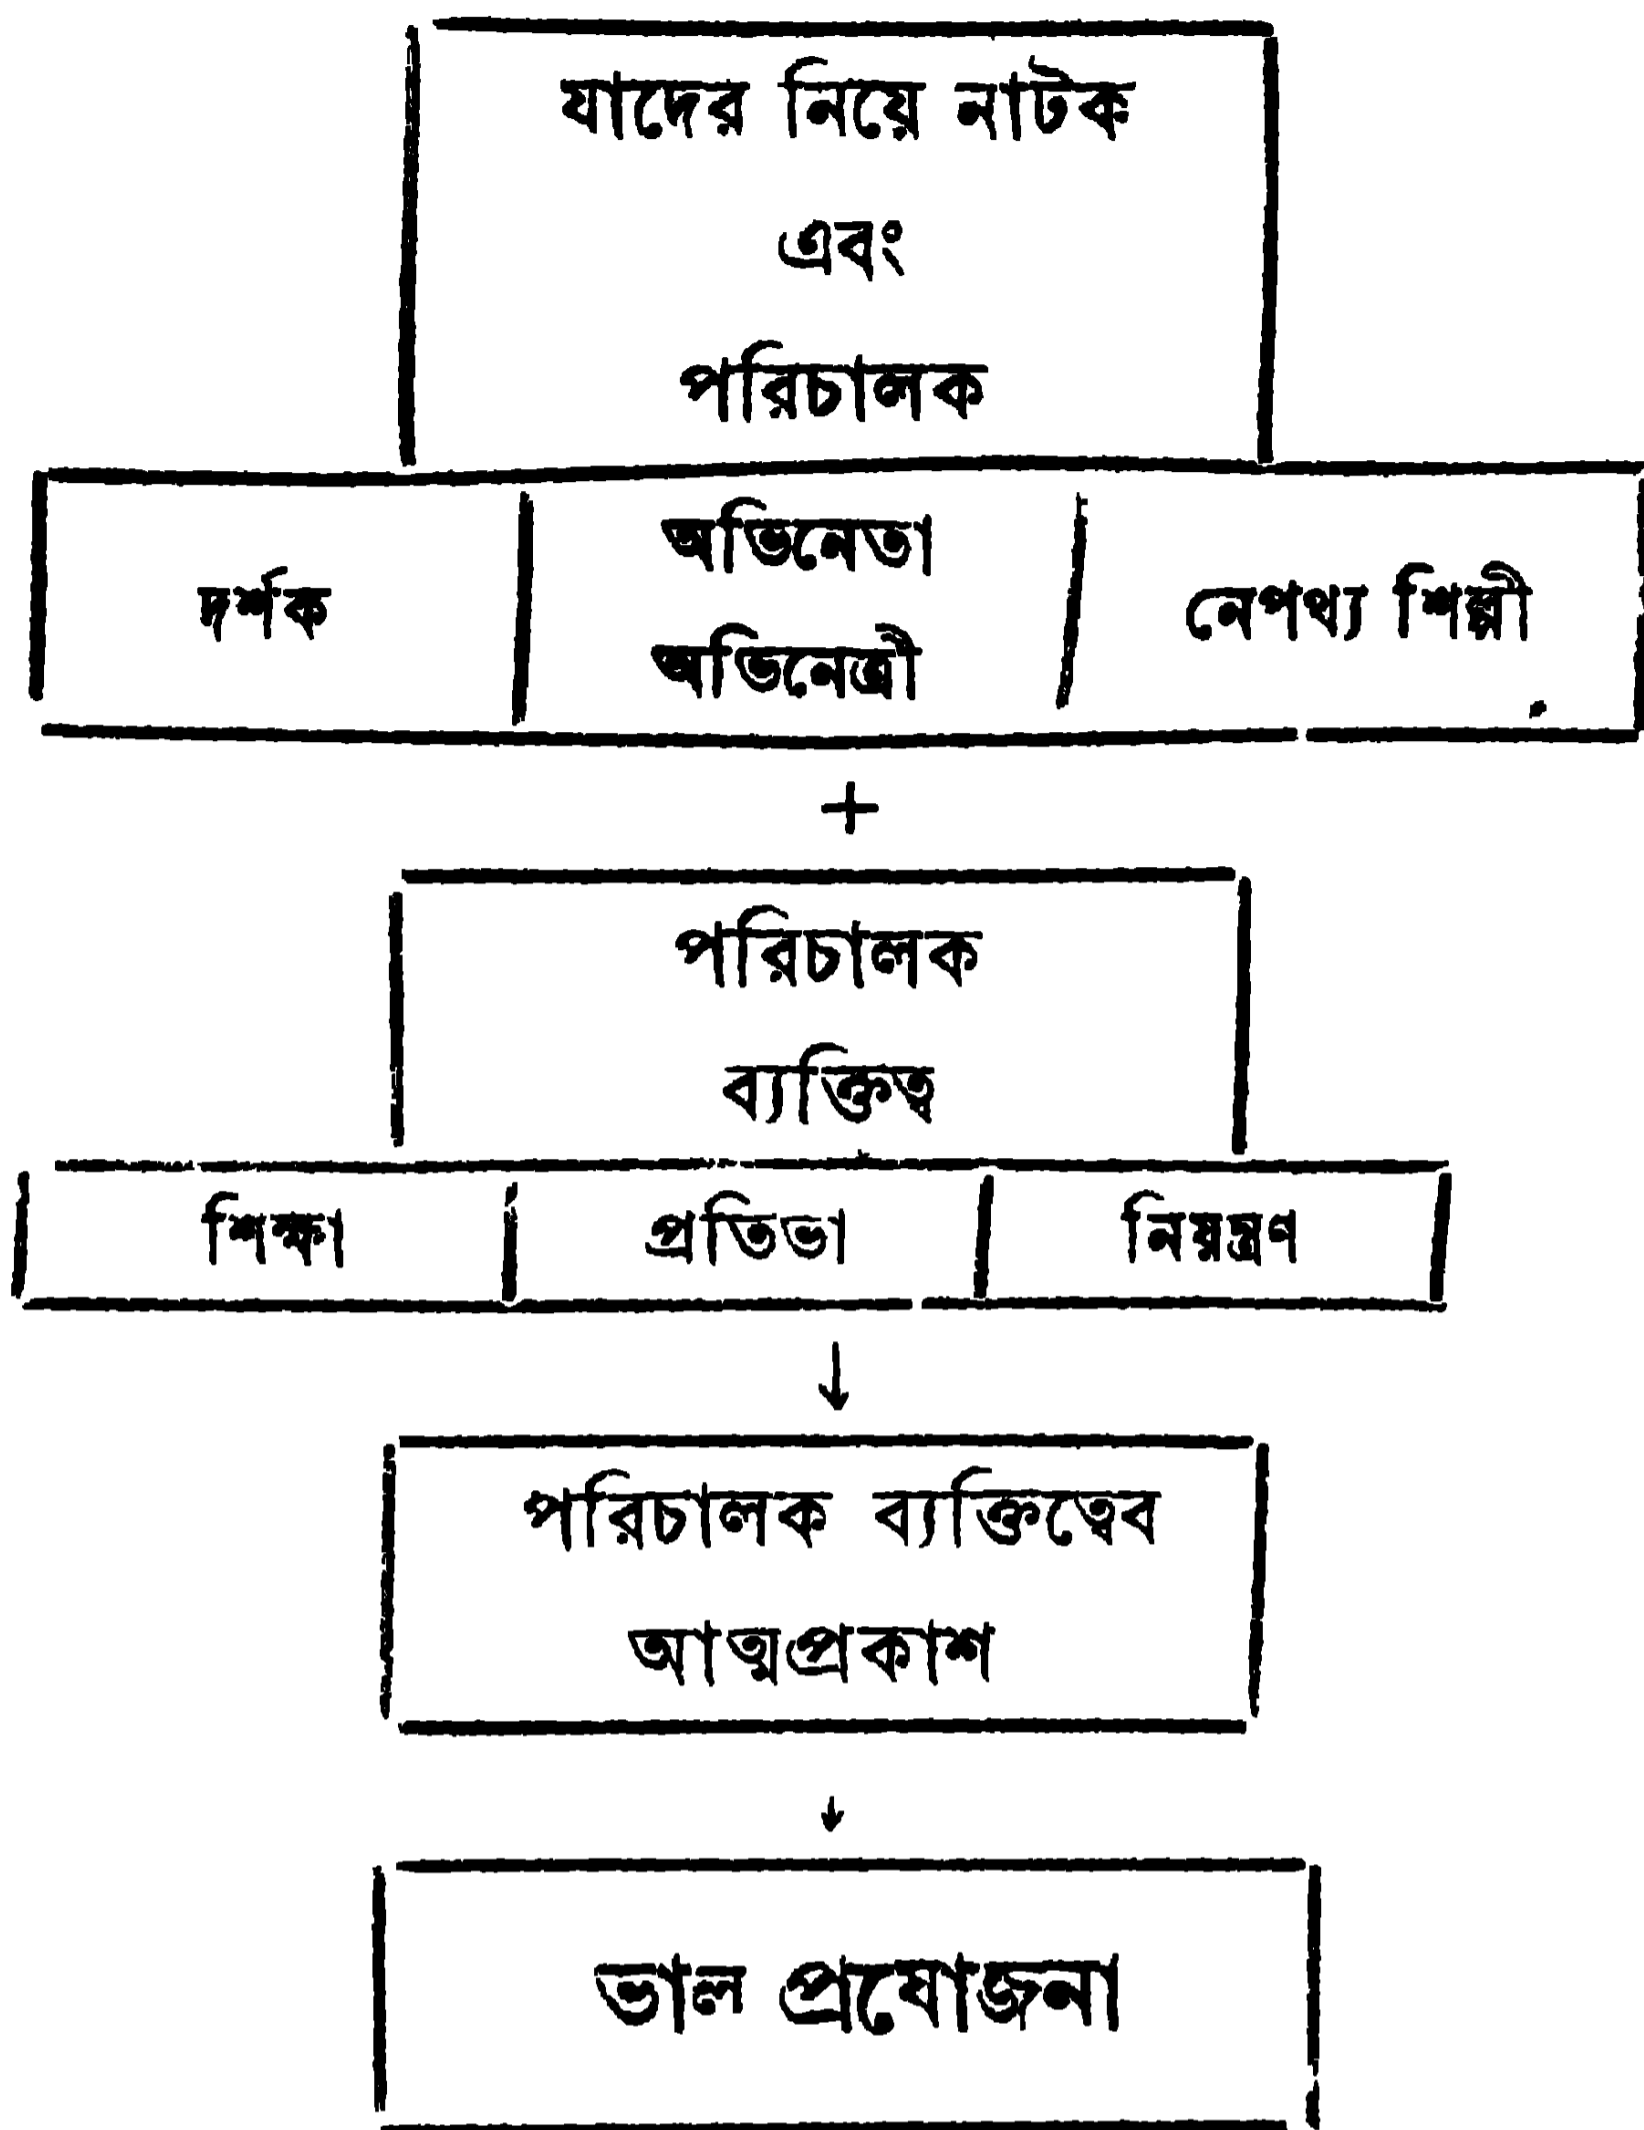 যাদের নিয়ে নাটক
এবং
পরিচালক
দর্শক
অভিনেতা
অভিনেত্রী
নেপথ্য শিল্পী
+
পরিচালক
ব্যক্তিত্ব
শিক্ষা
প্রতিভা
নিয়ন্ত্রণ
↓
পরিচালক ব্যক্তিত্বেব
আত্মপ্রকাশ
↓
ভাল প্রযোজনা